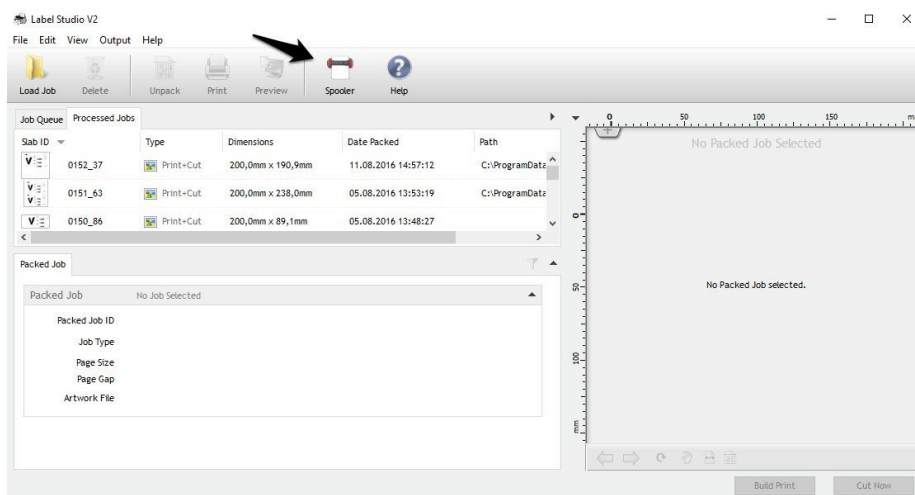 Label Studio V2
File Edit View Output Help
Load Job Delete Unpack Print Preview Spooler Help
Job Queue Processed Jobs
Slab ID Type Dimensions Date Packed Path
0152_37 Print+Cut 200,0mm x 190,9mm 11.08.2016 14:57:12 C:\ProgramData
0151_63 Print+Cut 200,0mm x 238,0mm 05.08.2016 13:53:19 C:\ProgramData
0150_86 Print+Cut 200,0mm x 89,1mm 05.08.2016 13:48:27
Packed Job
Packed Job No Job Selected
Packed Job ID
Job Type
Page Size
Page Gap
Artwork File
0 50 100 150 m
No Packed Job Selected
0
50
100
mm
No Packed Job selected.
Build Print Cut Now